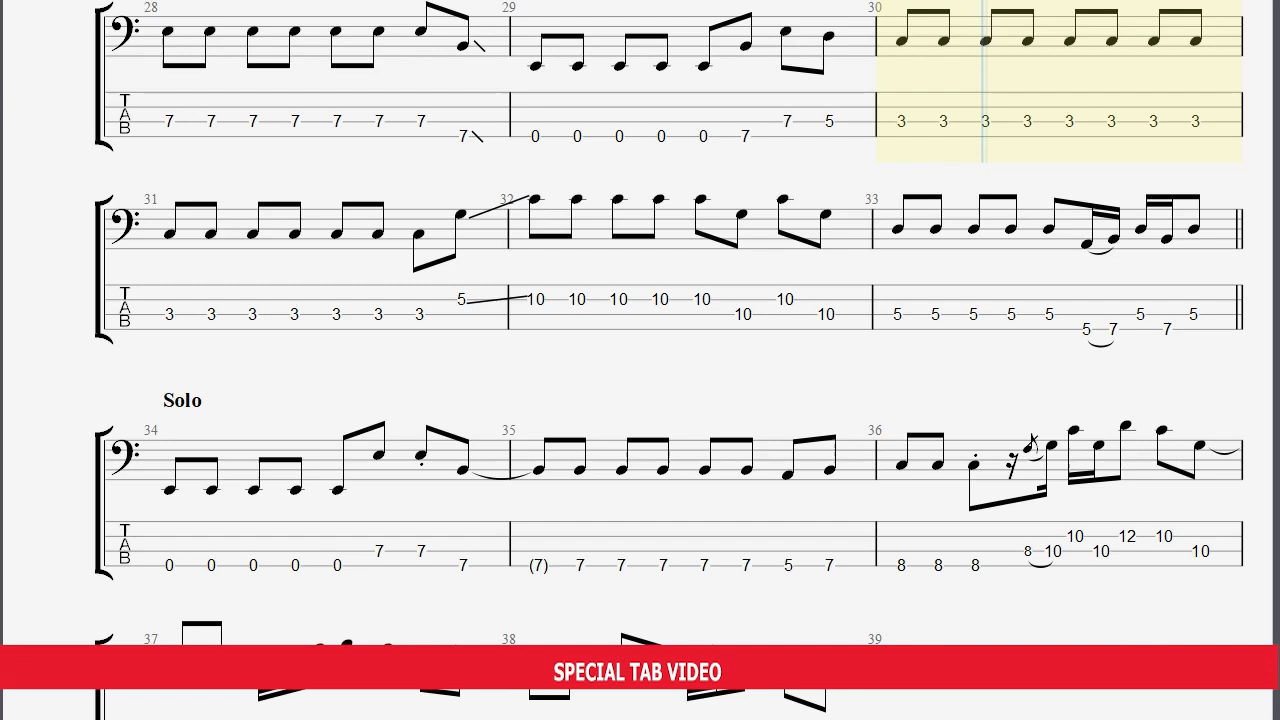 28 29 30
T
A
B
7 7 7 7 7 7 7 7 0 0 0 0 0 7 7 5 3 3 3 3 3 3 3 3
31 32 33
T
A
B
3 3 3 3 3 3 3 5 10 10 10 10 10 10 10 10 5 5 5 5 5 5 7 5 7 5
Solo
34 35 36
T
A
B
0 0 0 0 0 7 7 7 (7) 7 7 7 7 7 5 7 8 8 8 8 10 10 10 12 10 10
37 38 39
SPECIAL TAB VIDEO